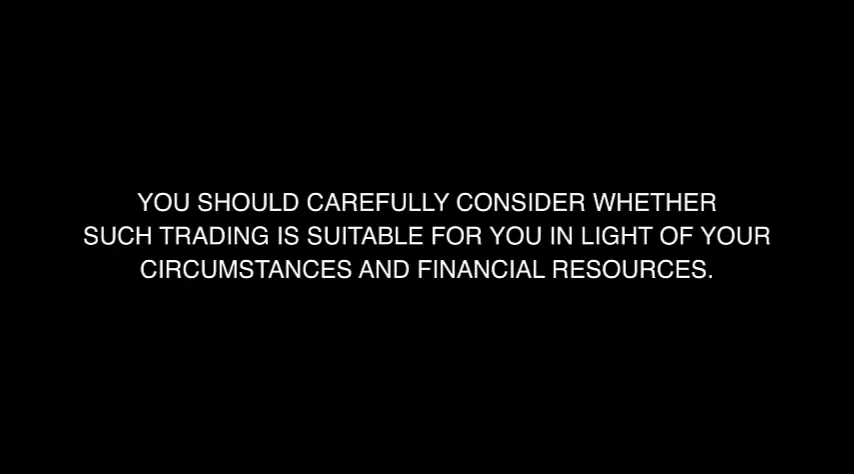 YOU SHOULD CAREFULLY CONSIDER WHETHER
SUCH TRADING IS SUITABLE FOR YOU IN LIGHT OF YOUR
CIRCUMSTANCES AND FINANCIAL RESOURCES.